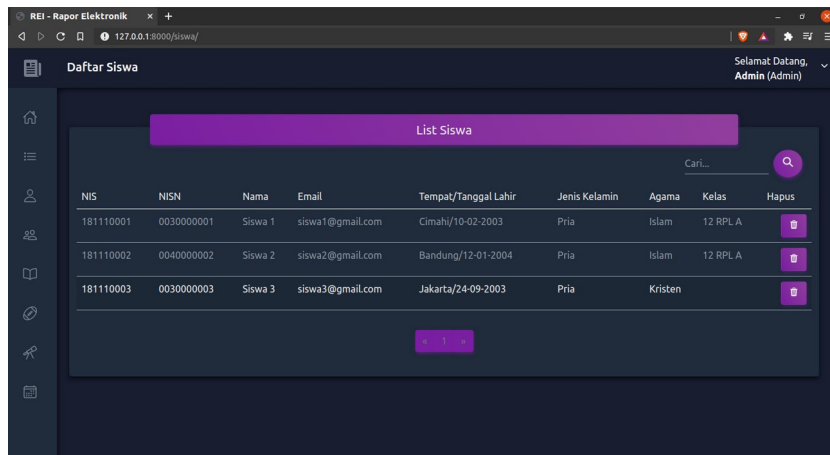 REI - Rapor Elektronik × +
127.0.0.1:8000/siswa/
Daftar Siswa
Selamat Datang,
Admin (Admin)
List Siswa
Cari...
NIS NISN Nama Email Tempat/Tanggal Lahir Jenis Kelamin Agama Kelas Hapus
181110001 0030000001 Siswa 1 siswa1@gmail.com Cimahi/10-02-2003 Pria Islam 12 RPL A
181110002 0040000002 Siswa 2 siswa2@gmail.com Bandung/12-01-2004 Pria Islam 12 RPL A
181110003 0030000003 Siswa 3 siswa3@gmail.com Jakarta/24-09-2003 Pria Kristen
« 1 »